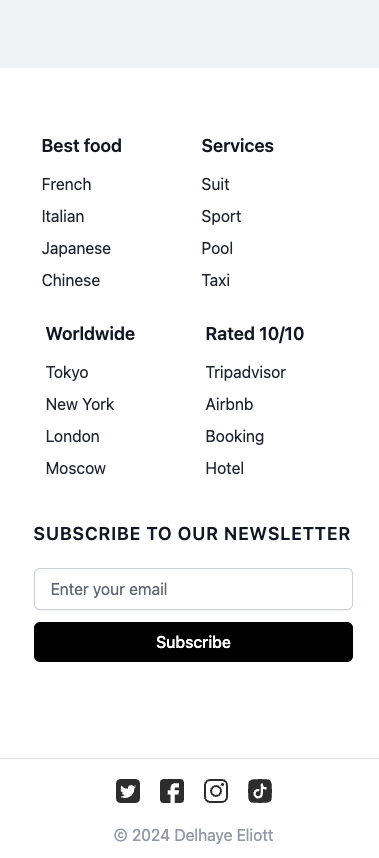 Best food
French
Italian
Japanese
Chinese
Services
Suit
Sport
Pool
Taxi
Worldwide
Tokyo
New York
London
Moscow
Rated 10/10
Tripadvisor
Airbnb
Booking
Hotel
SUBSCRIBE TO OUR NEWSLETTER
Enter your email
Subscribe
© 2024 Delhaye Eliott